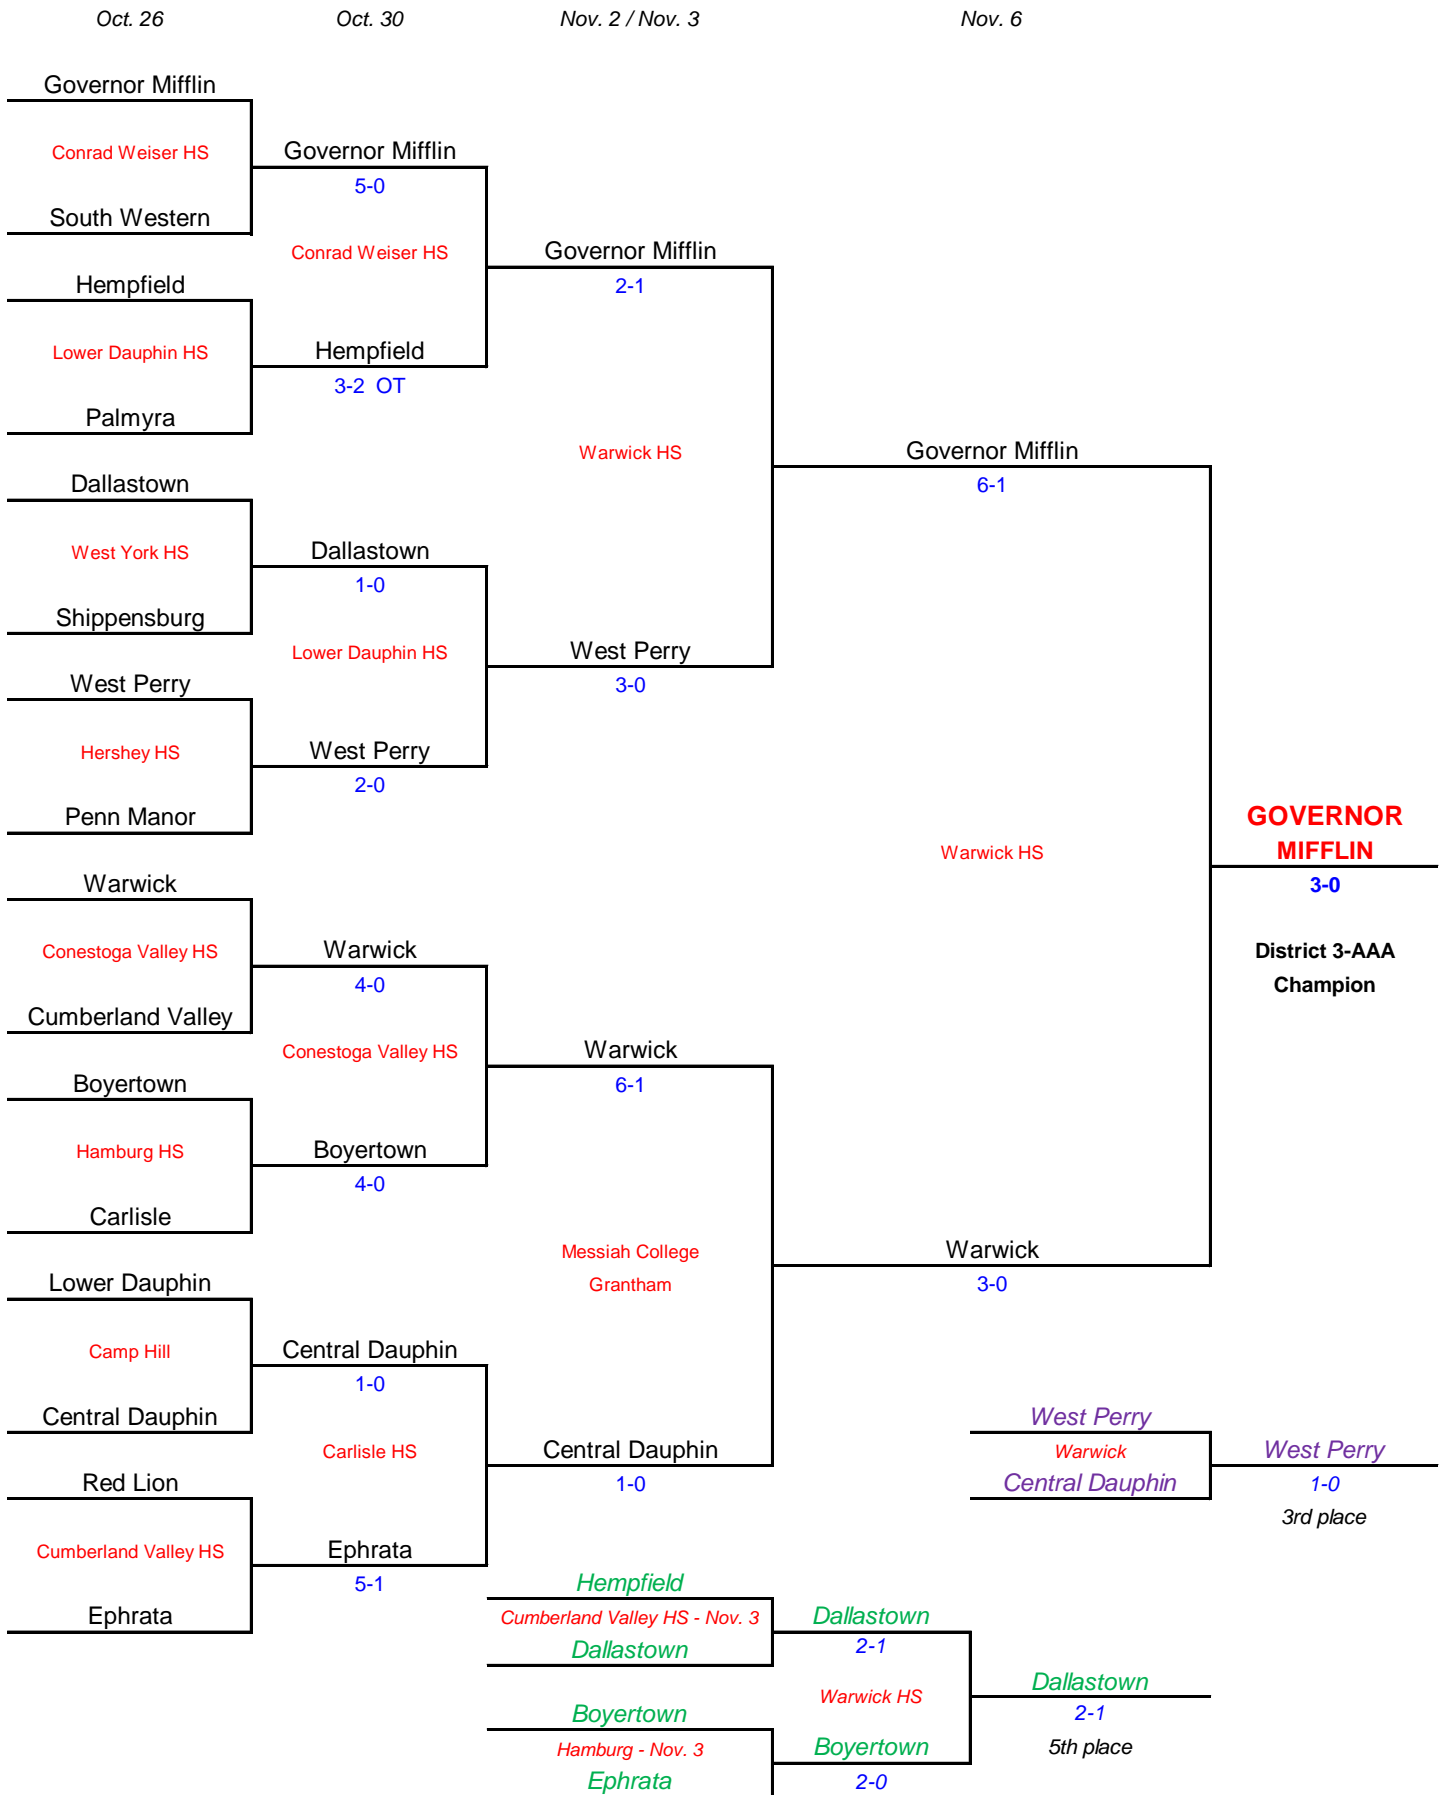 Oct. 26 Oct. 30 Nov. 2 / Nov. 3 Nov. 6
Governor Mifflin
Conrad Weiser HS
Governor Mifflin
5-0
South Western
Conrad Weiser HS
Governor Mifflin
2-1
Hempfield
Lower Dauphin HS
Hempfield
3-2 OT
Palmyra
Warwick HS
Governor Mifflin
6-1
Dallastown
West York HS
Dallastown
1-0
Shippensburg
Lower Dauphin HS
West Perry
3-0
West Perry
Hershey HS
West Perry
2-0
Penn Manor
Warwick HS
GOVERNOR
MIFFLIN
3-0
District 3-AAA
Champion
Warwick
Conestoga Valley HS
Warwick
4-0
Cumberland Valley
Conestoga Valley HS
Warwick
6-1
Boyertown
Hamburg HS
Boyertown
4-0
Carlisle
Messiah College
Grantham
Warwick
3-0
Lower Dauphin
Camp Hill
Central Dauphin
1-0
Central Dauphin
Carlisle HS
Central Dauphin
1-0
West Perry
Warwick
Central Dauphin
West Perry
1-0
3rd place
Red Lion
Cumberland Valley HS
Ephrata
5-1
Ephrata
Hempfield
Cumberland Valley HS - Nov. 3
Dallastown
Dallastown
2-1
Warwick HS
Dallastown
2-1
5th place
Boyertown
Hamburg - Nov. 3
Ephrata
Boyertown
2-0